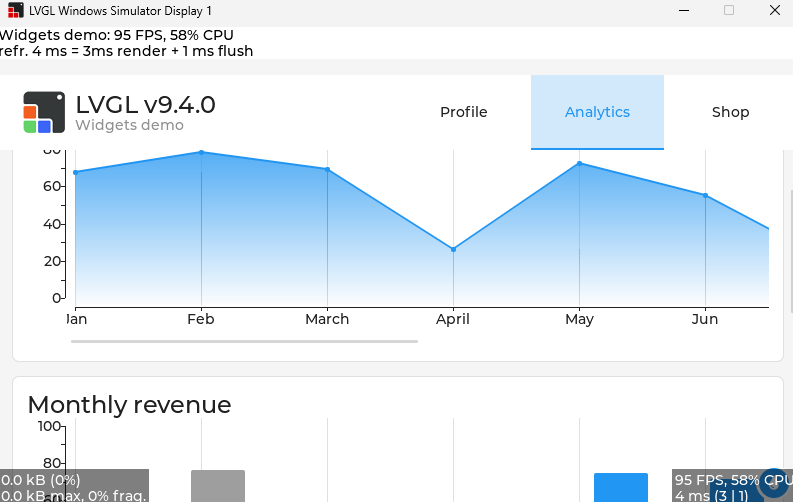 LVGL Windows Simulator Display 1
Widgets demo: 95 FPS, 58% CPU
refr. 4 ms = 3ms render + 1 ms flush
LVGL v9.4.0
Widgets demo
Profile
Analytics
Shop
80
60
40
20
0
Jan
Feb
March
April
May
Jun
Monthly revenue
100
80
60
0.0 kB (0%)
0.0 kB max, 0% frag.
95 FPS, 58% CPU
4 ms (3 | 1)